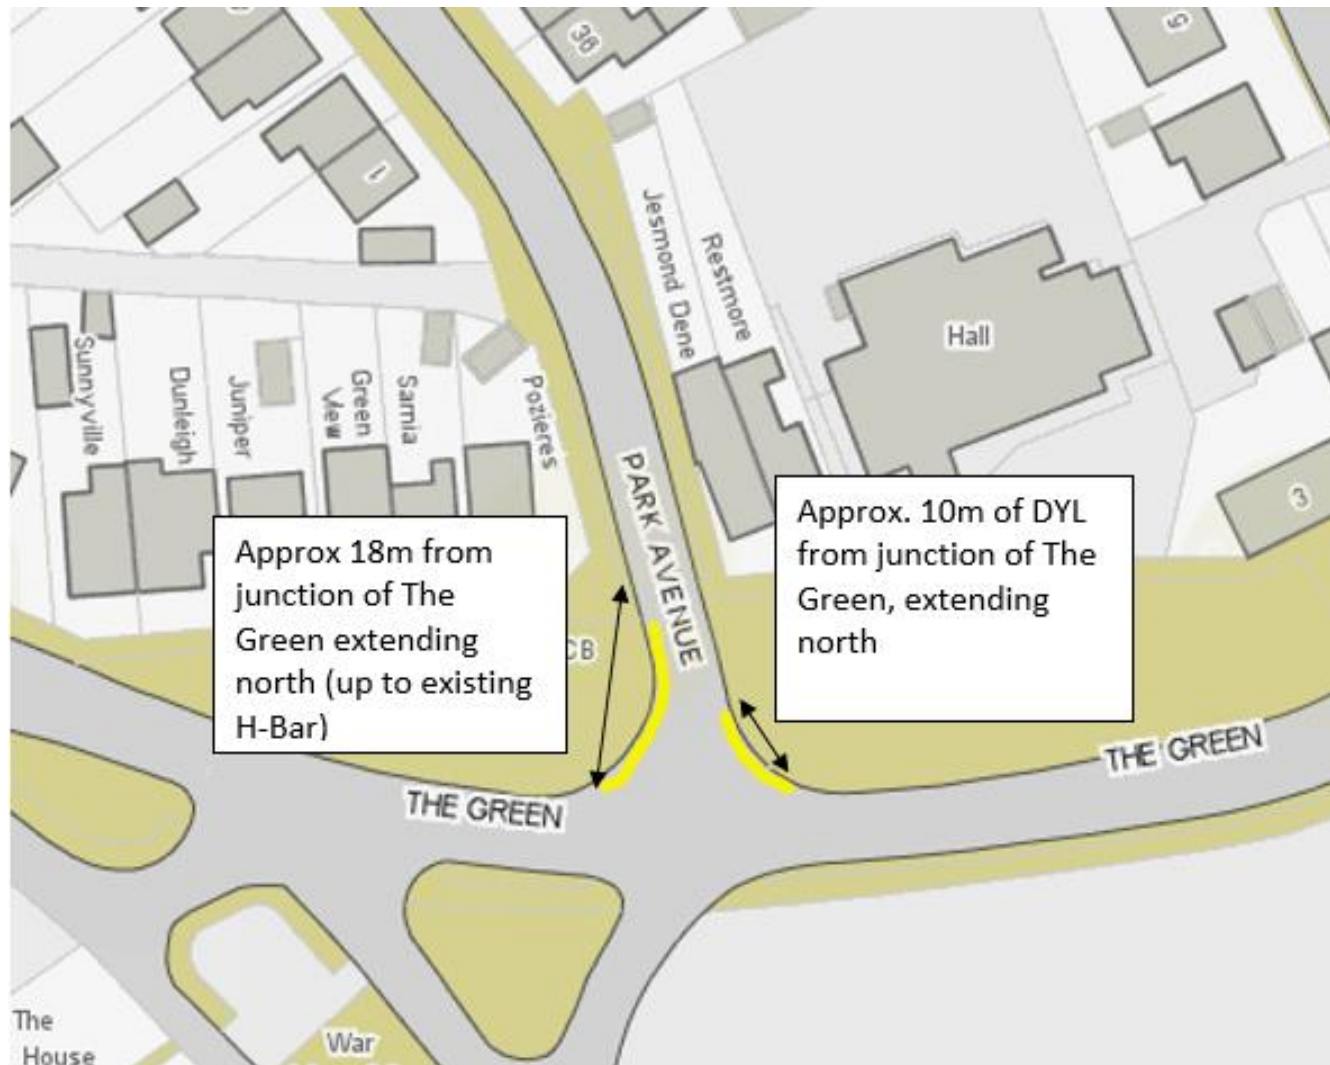 36
9
1
Jesmond Dene
Restmore
Hall
Sunnyville
Dunleigh
Juniper
Green
View
Sarnia
Pozieres
PARK AVENUE
3
Approx 18m from
junction of The
Green extending
north (up to existing
H-Bar)
CB
Approx. 10m of DYL
from junction of The
Green, extending
north
THE GREEN
THE GREEN
The
House
War